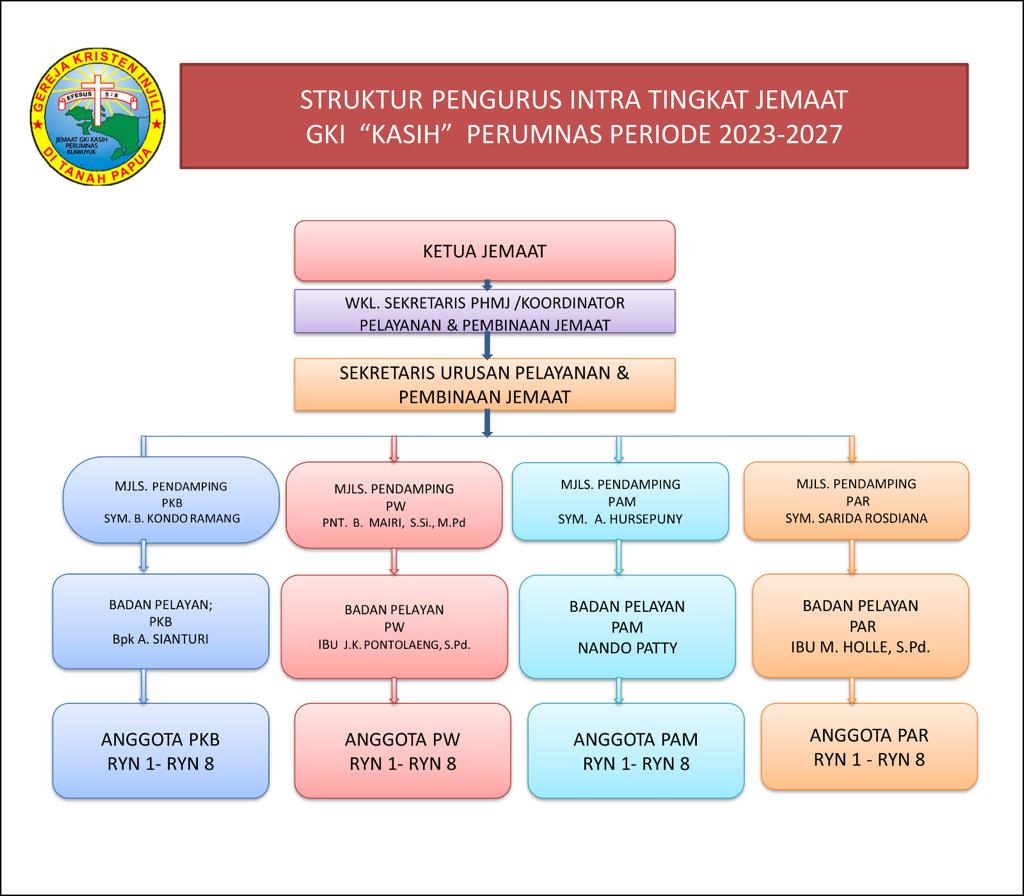 GEREJA KRISTEN INJILI
DI TANAH PAPUA
EFESUS 5 : 8
JEMAAT GKI KASIH
PERUMNAS
KLAWUYUK
STRUKTUR PENGURUS INTRA TINGKAT JEMAAT
GKI “KASIH” PERUMNAS PERIODE 2023-2027
KETUA JEMAAT
WKL. SEKRETARIS PHMJ /KOORDINATOR
PELAYANAN & PEMBINAAN JEMAAT
SEKRETARIS URUSAN PELAYANAN &
PEMBINAAN JEMAAT
MJLS. PENDAMPING
PKB
SYM. B. KONDO RAMANG
MJLS. PENDAMPING
PW
PNT. B. MAIRI, S.Si., M.Pd
MJLS. PENDAMPING
PAM
SYM. A. HURSEPUNY
MJLS. PENDAMPING
PAR
SYM. SARIDA ROSDIANA
BADAN PELAYAN;
PKB
Bpk A. SIANTURI
BADAN PELAYAN
PW
IBU J.K. PONTOLAENG, S.Pd.
BADAN PELAYAN
PAM
NANDO PATTY
BADAN PELAYAN
PAR
IBU M. HOLLE, S.Pd.
ANGGOTA PKB
RYN 1- RYN 8
ANGGOTA PW
RYN 1- RYN 8
ANGGOTA PAM
RYN 1- RYN 8
ANGGOTA PAR
RYN 1 - RYN 8